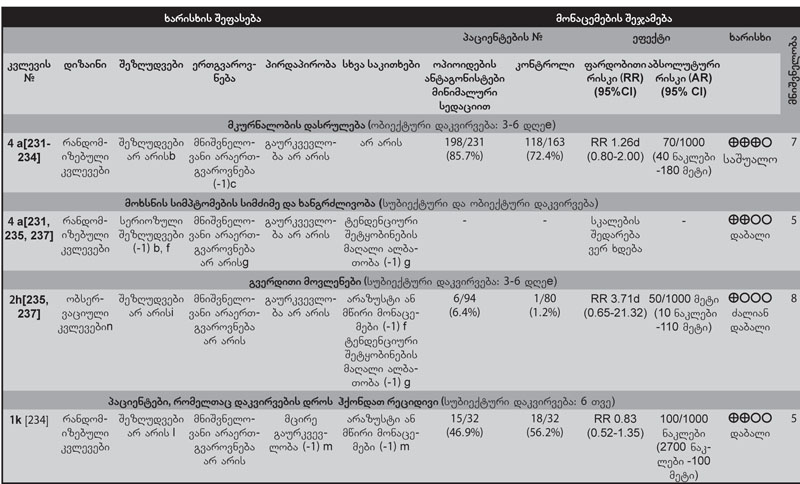 ხარისხის შეფასება
მონაცემების შეჯამება
მნიშვნელობა
პაციენტების №
ეფექტი
ხარისხი
კვლევის №
დიზაინი
შეზღუდვები
ერთგვაროვ-ნება
პირდაპირობა
სხვა საკითხები
ოპიოიდების ანტაგონისტები მინიმალური სედაციით
კონტროლი
ფარდობითი რისკი (RR) (95%CI)
აბსოლუტური რისკი (AR) (95% CI)
მკურნალობის დასრულება (ობიექტური დაკვირვება: 3-6 დღეe)
4 a[231-234]
რანდომ-იზებული კვლევები
შეზღუდვები არ არისb
მნიშვნელო-ვანი არაერთ-გვაროვნება (-1)c
გაურკვევლო-ბა არ არის
არ არის
198/231 (85.7%)
118/163 (72.4%)
RR 1.26d (0.80-2.00)
70/1000 (40 ნაკლები -180 მეტი)
⊕⊕⊕O საშუალო
7
მოხსნის სიმპტომების სიმძიმე და ხანგრძლივობა (სუბიექტური და ობიექტური დაკვირვება)
4 a[231, 235, 237]
რანდომ-იზებული კვლევები
სერიოზული შეზღუდვები (-1) b, f
მნიშვნელო-ვანი არაერთ-გვაროვნება არ არისg
გაურკვევლო-ბა არ არის
ტენდენციური შეტყობინების მაღალი ალბა-თობა (-1) g
-
-
სკალების შედარება ვერ ხდება
-
⊕⊕OO დაბალი
5
გვერდითი მოვლენები (სუბიექტური დაკვირვება: 3-6 დღეe)
2h[235, 237]
ობსერ-ვაციული კვლევებიn
შეზღუდვები არ არისi
მნიშვნელო-ვანი არაერთ-გვაროვნება არ არის
გაურკვევლო-ბა არ არის
არაზუსტი ან მწირი მონაცე-მები (-1) f ტენდენციური შეტყობინების მაღალი ალბა-თობა (-1) g
6/94 (6.4%)
1/80 (1.2%)
RR 3.71d (0.65-21.32)
50/1000 მეტი (10 ნაკლები -110 მეტი)
⊕OOO ძალიან დაბალი
8
პაციენტები, რომელთაც დაკვირვების დროს ჰქონდათ რეციდივი (სუბიექტური დაკვირვება: 6 თვე)
1k [234]
რანდომ-იზებული კვლევები
შეზღუდვები არ არის l
მნიშვნელო-ვანი არაერთ-გვაროვნება არ არის
მცირე გაურკვევ-ლობა (-1) m
არაზუსტი ან მწირი მონაცე-მები (-1) m
15/32 (46.9%)
18/32 (56.2%)
RR 0.83 (0.52-1.35)
100/1000 ნაკლები (2700 ნაკ-ლები -100 მეტი)
⊕⊕OO დაბალი
5